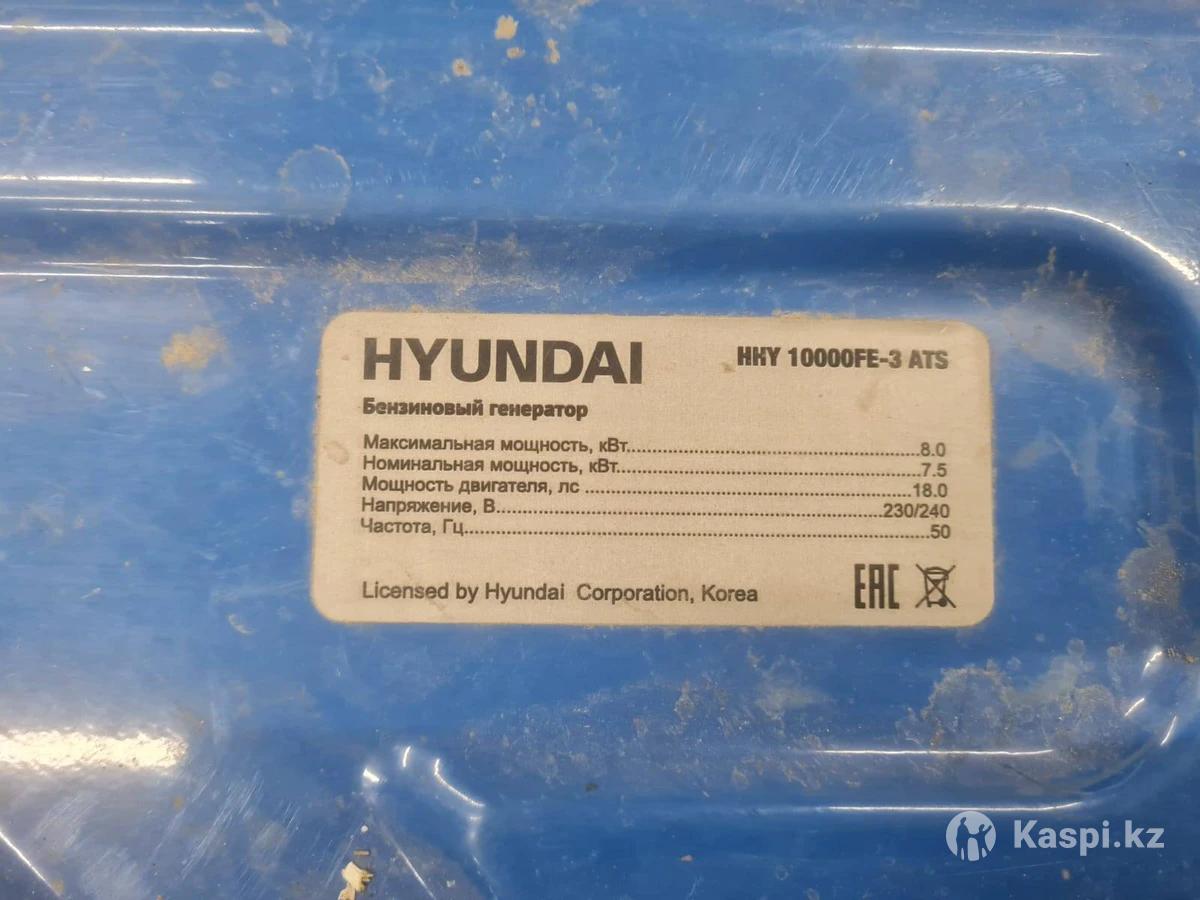 HYUNDAI
HHY 10000FE-3 ATS
Бензиновый генератор
Максимальная мощность, кВт..........8.0
Номинальная мощность, кВт..........7.5
Мощность двигателя, лс ..........18.0
Напряжение, В..........230/240
Частота, Гц..........50
Licensed by Hyundai Corporation, Korea
EAC
Kaspi.kz